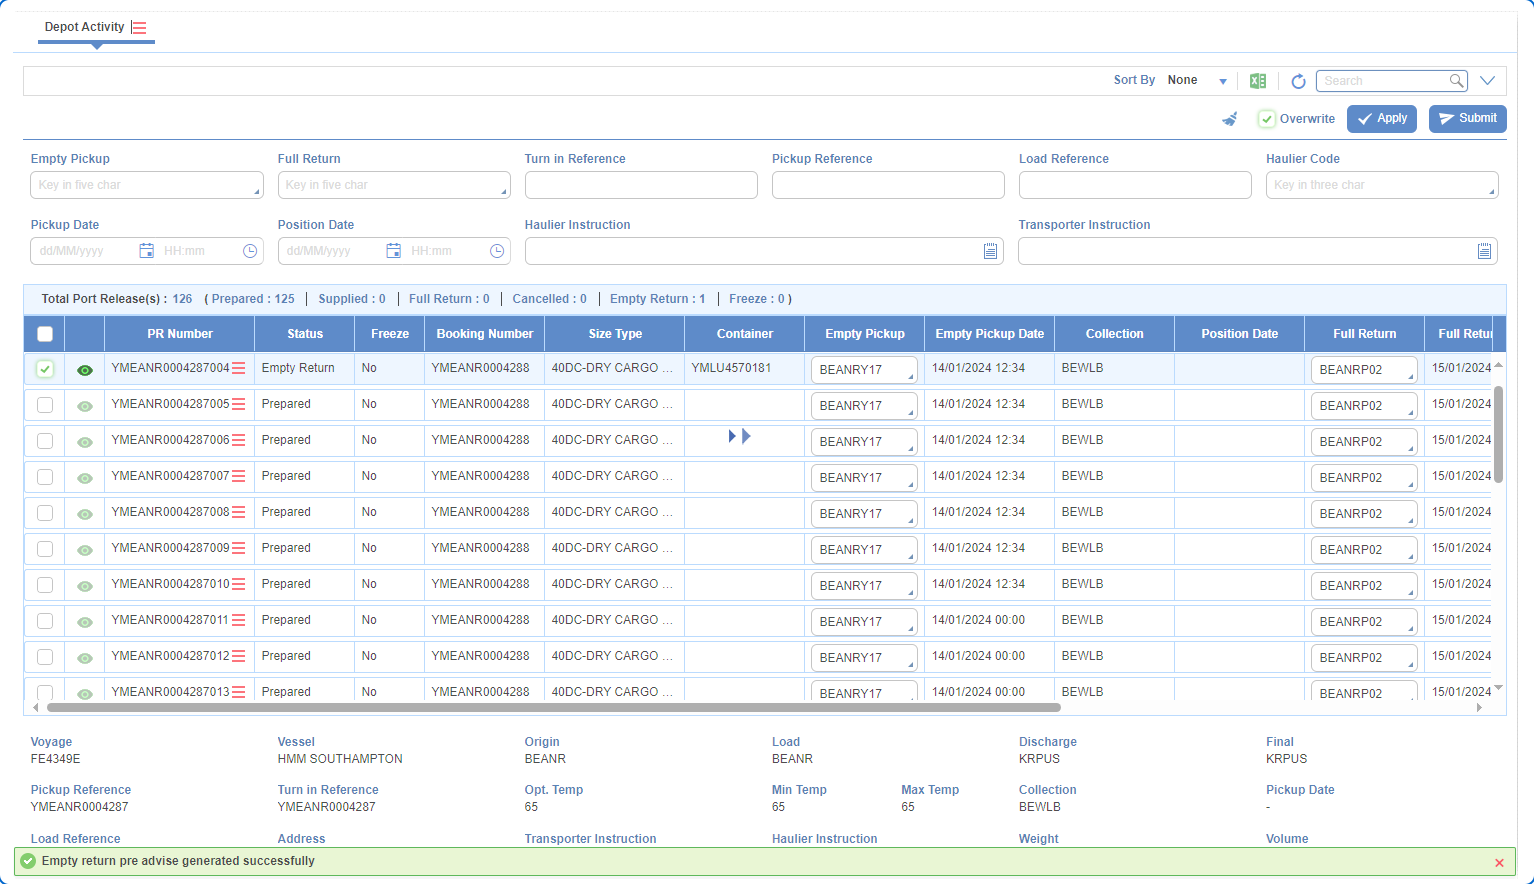 Depot Activity
Sort By None Search
Overwrite Apply Submit
Empty Pickup Full Return Turn in Reference Pickup Reference Load Reference Haulier Code
Key in five char Key in five char Key in three char
Pickup Date Position Date Haulier Instruction Transporter Instruction
dd/MM/yyyy HH:mm dd/MM/yyyy HH:mm
Total Port Release(s) : 126 ( Prepared : 125 | Supplied : 0 | Full Return : 0 | Cancelled : 0 | Empty Return : 1 | Freeze : 0 )
PR Number Status Freeze Booking Number Size Type Container Empty Pickup Empty Pickup Date Collection Position Date Full Return Full Retur
YMEANR0004287004 Empty Return No YMEANR0004288 40DC-DRY CARGO ... YMLU4570181 BEANRY17 14/01/2024 12:34 BEWLB BEANRP02 15/01/2024
YMEANR0004287005 Prepared No YMEANR0004288 40DC-DRY CARGO ... BEANRY17 14/01/2024 12:34 BEWLB BEANRP02 15/01/2024
YMEANR0004287006 Prepared No YMEANR0004288 40DC-DRY CARGO ... BEANRY17 14/01/2024 12:34 BEWLB BEANRP02 15/01/2024
YMEANR0004287007 Prepared No YMEANR0004288 40DC-DRY CARGO ... BEANRY17 14/01/2024 12:34 BEWLB BEANRP02 15/01/2024
YMEANR0004287008 Prepared No YMEANR0004288 40DC-DRY CARGO ... BEANRY17 14/01/2024 12:34 BEWLB BEANRP02 15/01/2024
YMEANR0004287009 Prepared No YMEANR0004288 40DC-DRY CARGO ... BEANRY17 14/01/2024 12:34 BEWLB BEANRP02 15/01/2024
YMEANR0004287010 Prepared No YMEANR0004288 40DC-DRY CARGO ... BEANRY17 14/01/2024 12:34 BEWLB BEANRP02 15/01/2024
YMEANR0004287011 Prepared No YMEANR0004288 40DC-DRY CARGO ... BEANRY17 14/01/2024 00:00 BEWLB BEANRP02 15/01/2024
YMEANR0004287012 Prepared No YMEANR0004288 40DC-DRY CARGO ... BEANRY17 14/01/2024 00:00 BEWLB BEANRP02 15/01/2024
YMEANR0004287013 Prepared No YMEANR0004288 40DC-DRY CARGO ... BEANRY17 14/01/2024 00:00 BEWLB BEANRP02 15/01/2024
Voyage Vessel Origin Load Discharge Final
FE4349E HMM SOUTHAMPTON BEANR BEANR KRPUS KRPUS
Pickup Reference Turn in Reference Opt. Temp Min Temp Max Temp Collection Pickup Date
YMEANR0004287 YMEANR0004287 65 65 65 BEWLB -
Load Reference Address Transporter Instruction Haulier Instruction Weight Volume
Empty return pre advise generated successfully